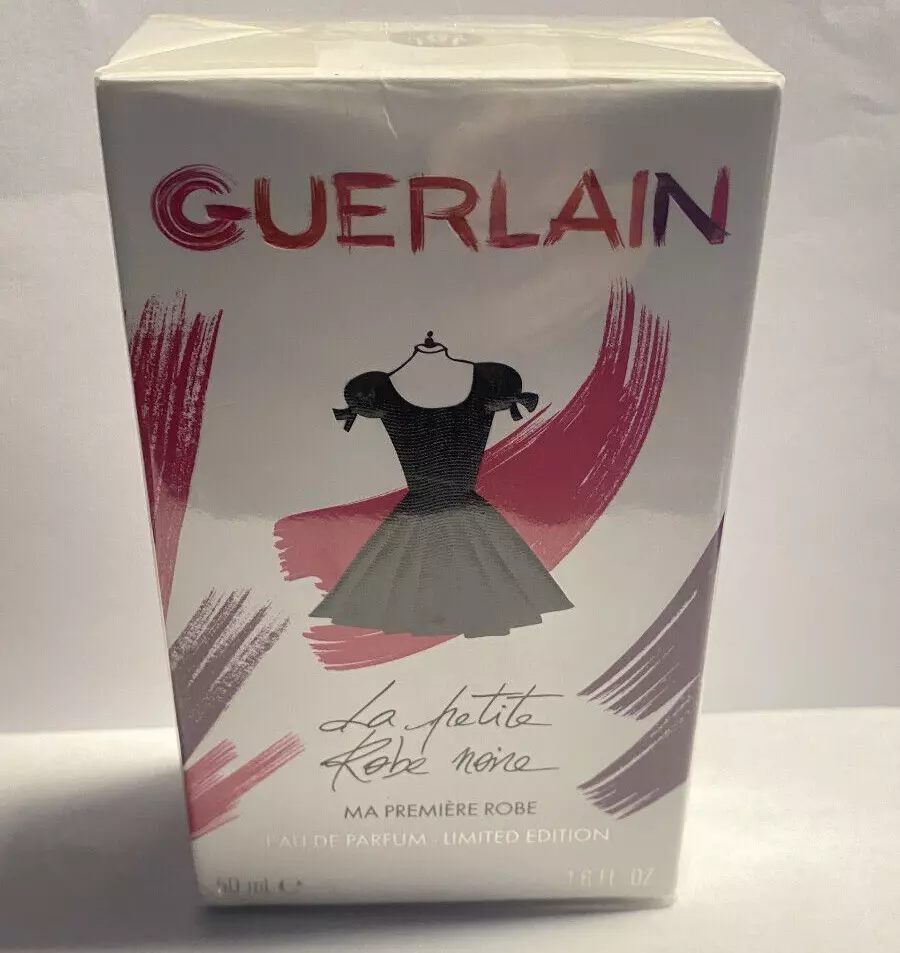 GUERLAIN
La petite
Robe noire
MA PREMIÈRE ROBE
EAU DE PARFUM - LIMITED EDITION
50 mL ℮
1.6 FL. OZ